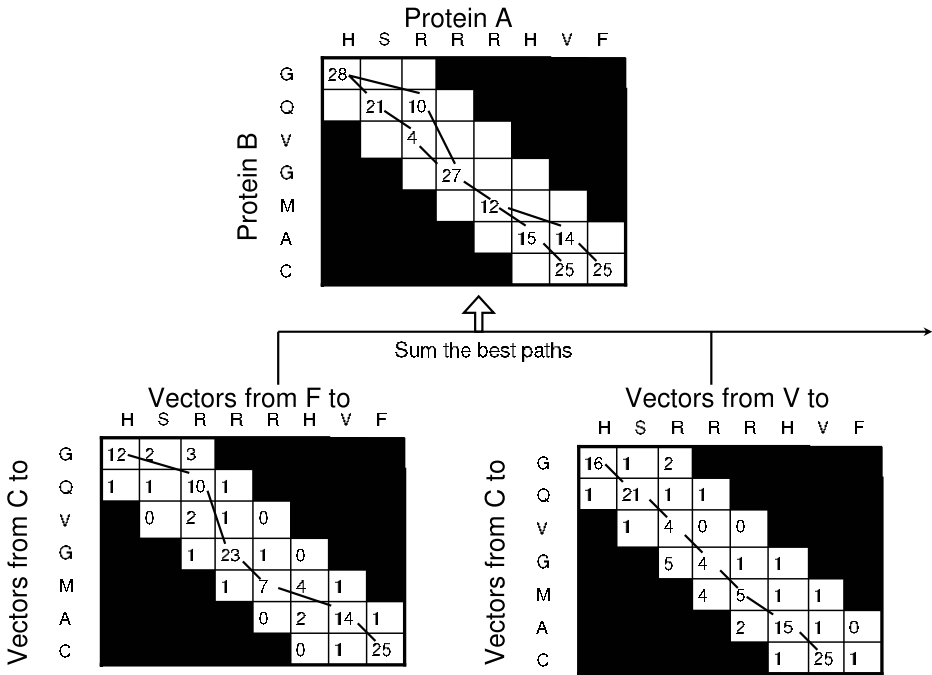 Protein A
H S R R R H V F
Protein B
G 28
Q 21 10
V 4
G 27
M 12
A 15 14
C 25 25
Sum the best paths
Vectors from F to
H S R R R H V F
Vectors from C to
G 12 2 3
Q 1 1 10 1
V 0 2 1 0
G 1 23 1 0
M 1 7 4 1
A 0 2 14 1
C 0 1 25
Vectors from V to
H S R R R H V F
Vectors from C to
G 16 1 2
Q 1 21 1 1
V 1 4 0 0
G 5 4 1 1
M 4 5 1 1
A 2 15 1 0
C 1 25 1